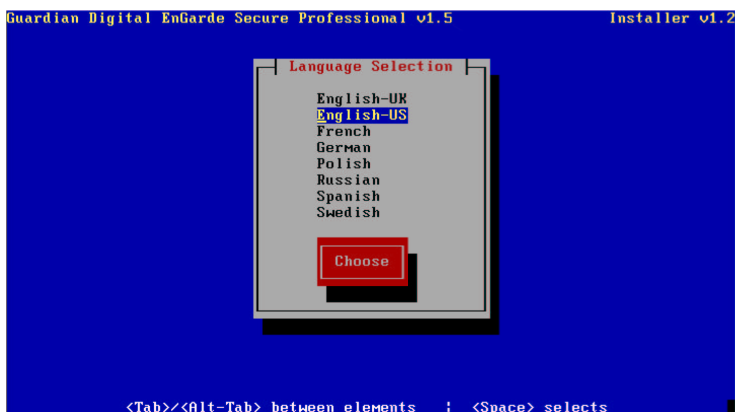 Guardian Digital EnGarde Secure Professional v1.5 Installer v1.2
Language Selection
English-UK
English-US
French
German
Polish
Russian
Spanish
Swedish
Choose
<Tab>/<Alt-Tab> between elements ¦ <Space> selects